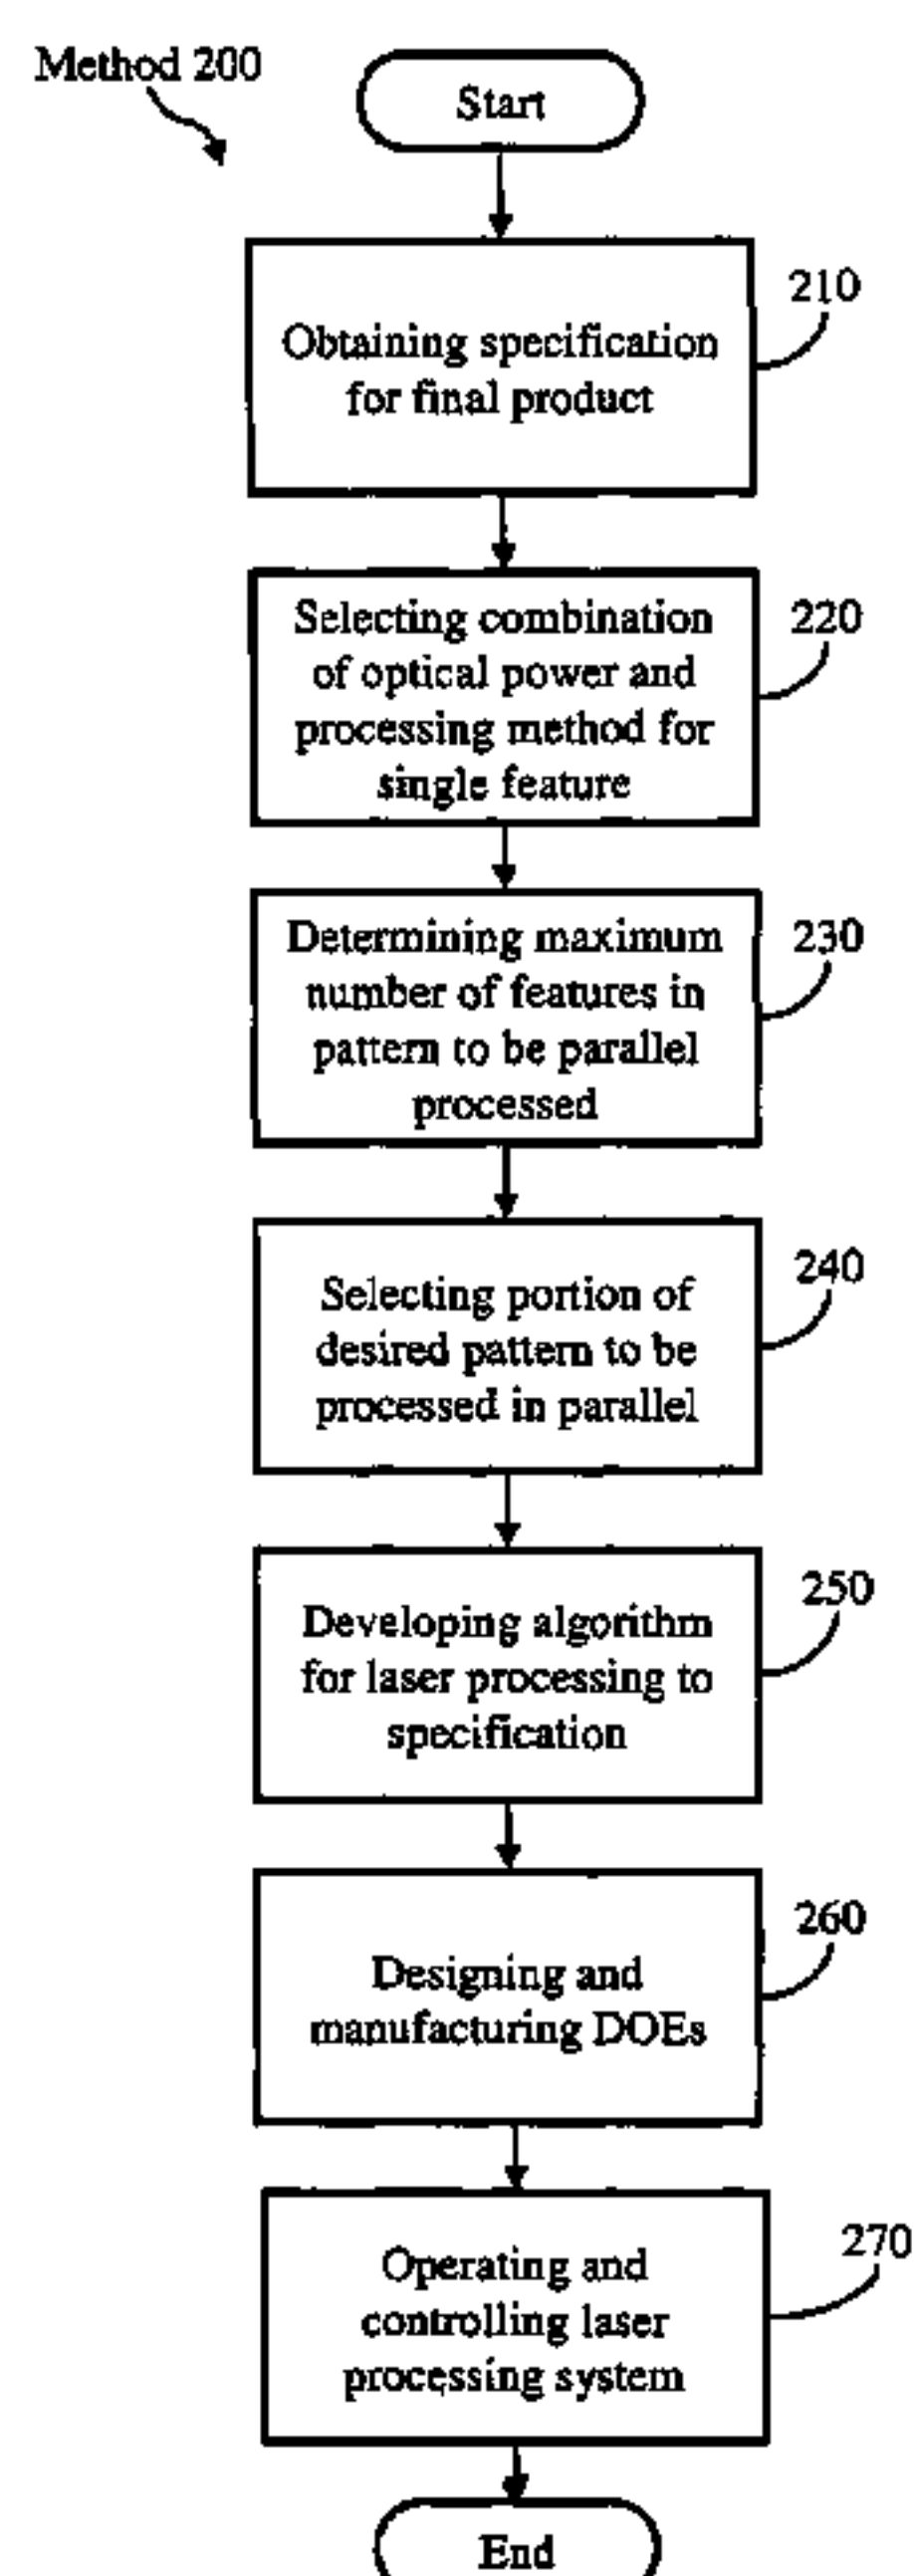 Method 200
Start
210
Obtaining specification
for final product
220
Selecting combination
of optical power and
processing method for
single feature
230
Determining maximum
number of features in
pattern to be parallel
processed
240
Selecting portion of
desired pattern to be
processed in parallel
250
Developing algorithm
for laser processing to
specification
260
Designing and
manufacturing DOEs
270
Operating and
controlling laser
processing system
End